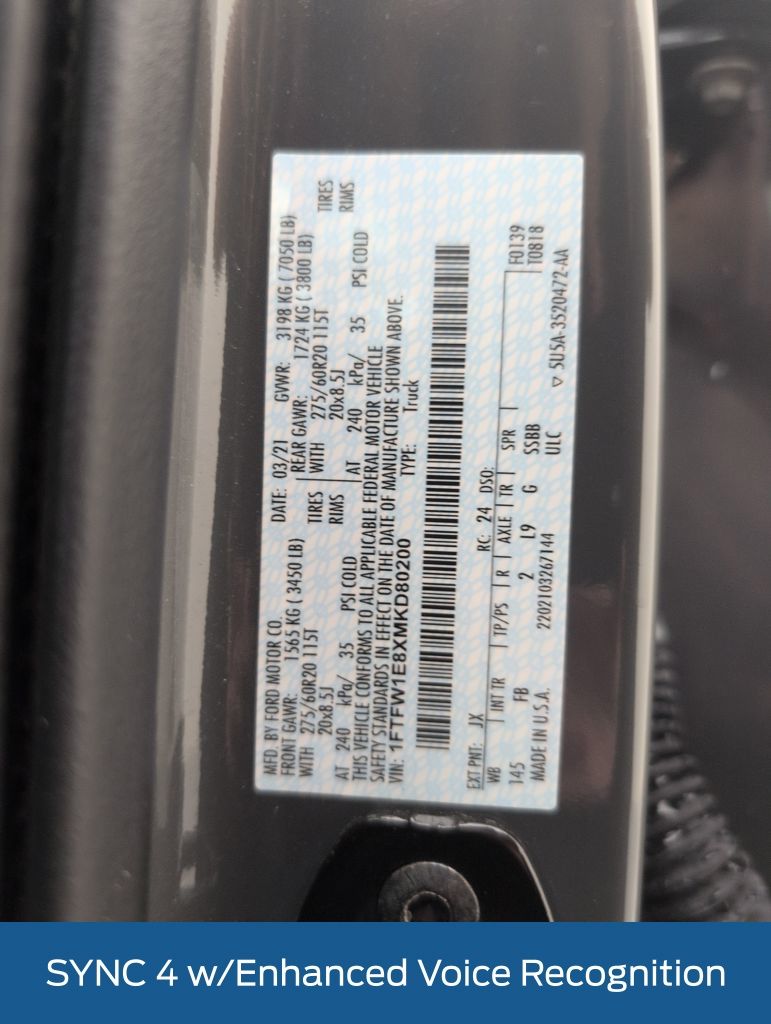 MFD. BY FORD MOTOR CO.
DATE: 03/21 GVWR: 3198 KG ( 7050 LB)
FRONT GAWR: 1565 KG ( 3450 LB) REAR GAWR: 1724 KG ( 3800 LB)
WITH 275/60R20 115T TIRES WITH 275/60R20 115T TIRES
20x8.5J RIMS 20x8.5J RIMS
AT 240 kPa/ 35 PSI COLD AT 240 kPa/ 35 PSI COLD
THIS VEHICLE CONFORMS TO ALL APPLICABLE FEDERAL MOTOR VEHICLE
SAFETY STANDARDS IN EFFECT ON THE DATE OF MANUFACTURE SHOWN ABOVE.
VIN: 1FTFW1E8XMKD80200 TYPE: Truck
EXT PNT: JX RC: 24 DSO:
WB INT TR TP/PS R AXLE TR SPR
145 FB 2 L9 G SSBB F0139
MADE IN U.S.A. 2202103267144 ULC T0818
▽ 5U5A-3520472-AA
SYNC 4 w/Enhanced Voice Recognition